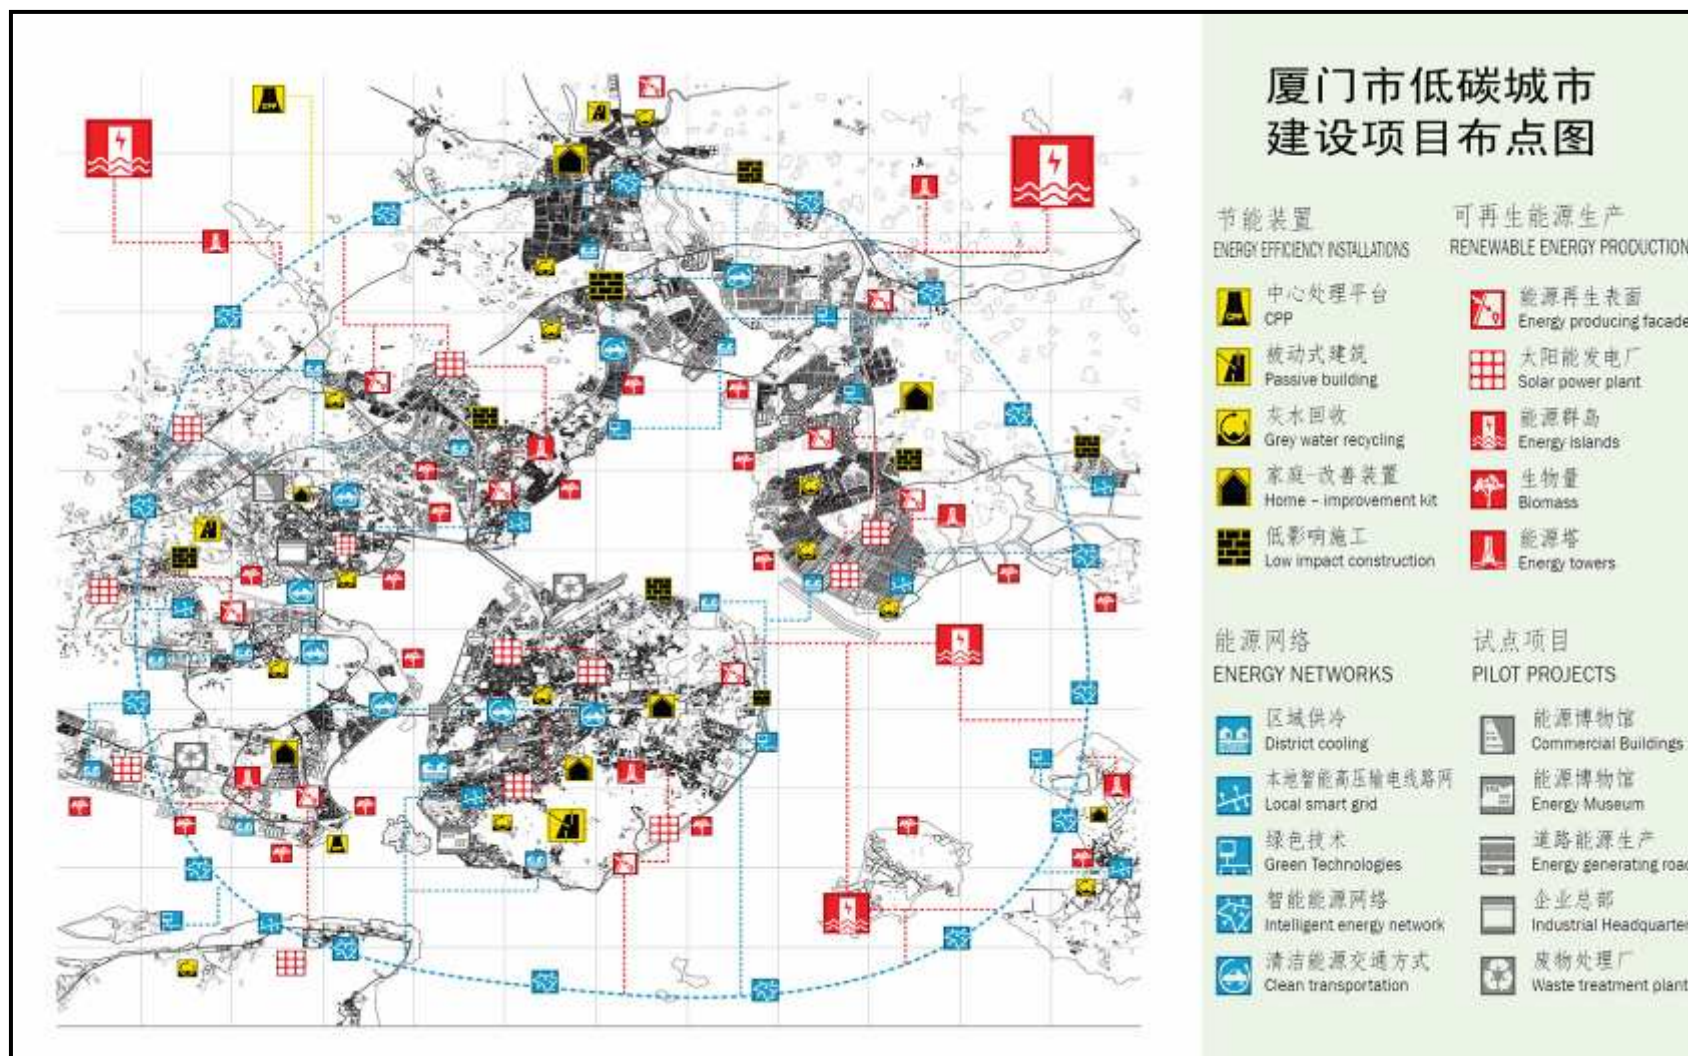 厦门市低碳城市
建设项目布点图
节能装置
ENERGY EFFICIENCY INSTALLATIONS
中心处理平台
CPP
被动式建筑
Passive building
灰水回收
Grey water recycling
家庭-改善装置
Home – improvement kit
低影响施工
Low impact construction
可再生能源生产
RENEWABLE ENERGY PRODUCTION
能源再生表面
Energy producing facade
太阳能发电厂
Solar power plant
能源群岛
Energy islands
生物量
Biomass
能源塔
Energy towers
能源网络
ENERGY NETWORKS
区域供冷
District cooling
本地智能高压输电线路网
Local smart grid
绿色技术
Green Technologies
智能能源网络
Intelligent energy network
清洁能源交通方式
Clean transportation
试点项目
PILOT PROJECTS
能源博物馆
Commercial Buildings
能源博物馆
Energy Museum
道路能源生产
Energy generating road
企业总部
Industrial Headquarter
废物处理厂
Waste treatment plant
CPP
CPP